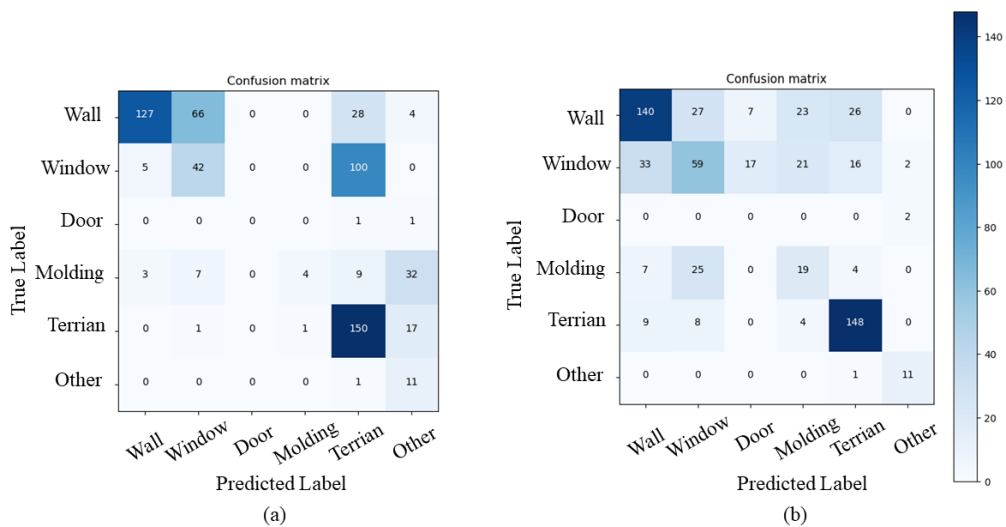 Confusion matrix
True Label
Wall 127 66 0 0 28 4
Window 5 42 0 0 100 0
Door 0 0 0 0 1 1
Molding 3 7 0 4 9 32
Terrian 0 1 0 1 150 17
Other 0 0 0 0 1 11
Wall Window Door Molding Terrian Other
Predicted Label
(a)
Confusion matrix
True Label
Wall 140 27 7 23 26 0
Window 33 59 17 21 16 2
Door 0 0 0 0 0 2
Molding 7 25 0 19 4 0
Terrian 9 8 0 4 148 0
Other 0 0 0 0 1 11
Wall Window Door Molding Terrian Other
Predicted Label
(b)
140
120
100
80
60
40
20
0